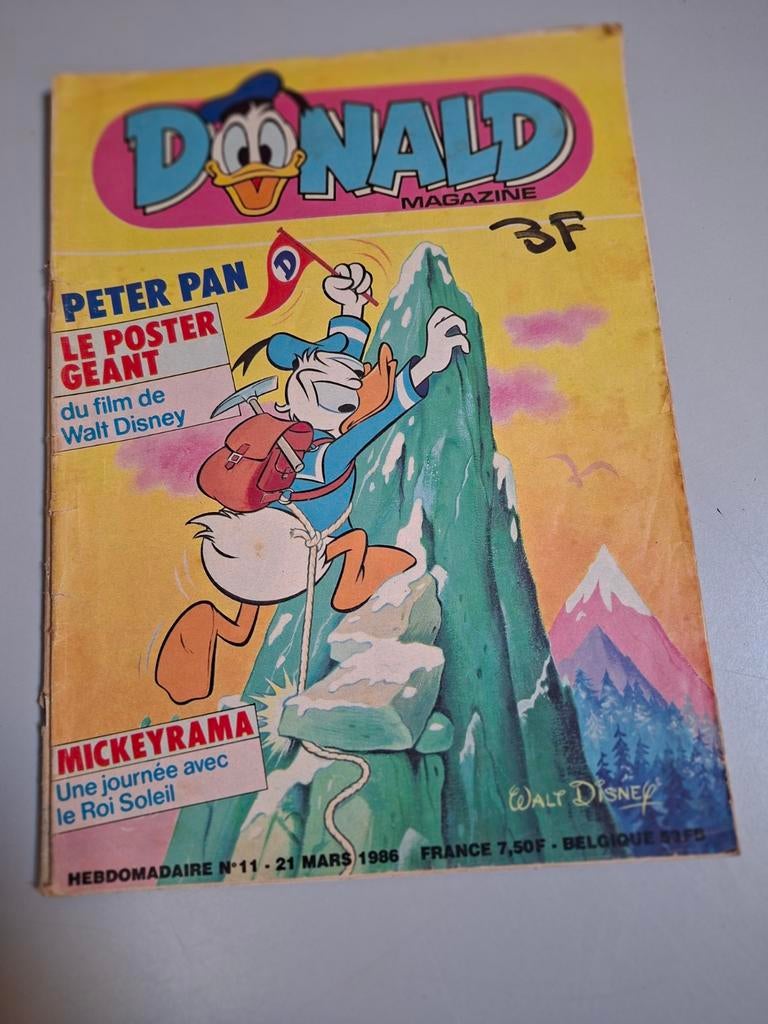 DONALD
MAGAZINE
3F
PETER PAN
D
LE POSTER
GEANT
du film de
Walt Disney
MICKEYRAMA
Une journée avec
le Roi Soleil
WALT DISNEY
HEBDOMADAIRE N°11 - 21 MARS 1986 FRANCE 7,50F - BELGIQUE